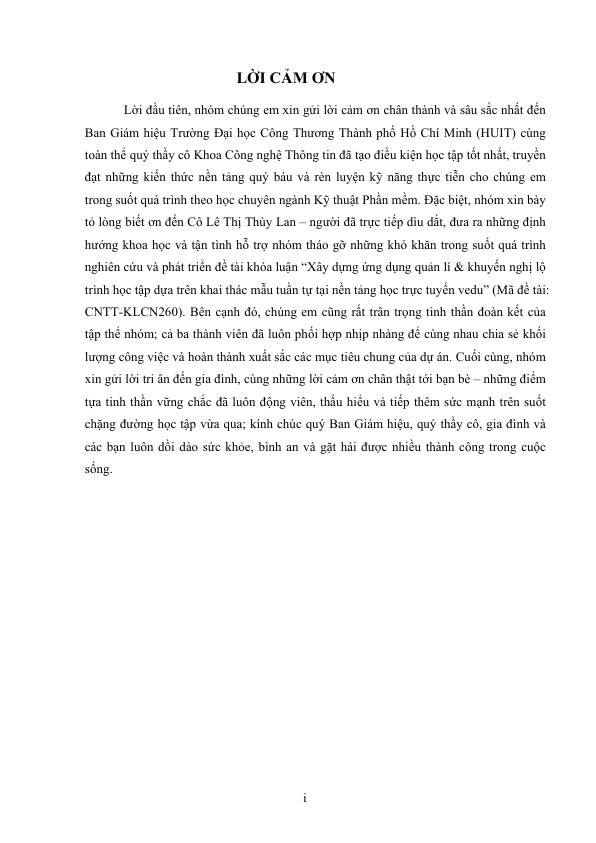 LỜI CẢM ƠN
Lời đầu tiên, nhóm chúng em xin gửi lời cảm ơn chân thành và sâu sắc nhất đến
Ban Giám hiệu Trường Đại học Công Thương Thành phố Hồ Chí Minh (HUIT) cùng
toàn thể quý thầy cô Khoa Công nghệ Thông tin đã tạo điều kiện học tập tốt nhất, truyền
đạt những kiến thức nền tảng quý báu và rèn luyện kỹ năng thực tiễn cho chúng em
trong suốt quá trình theo học chuyên ngành Kỹ thuật Phần mềm. Đặc biệt, nhóm xin bày
tỏ lòng biết ơn đến Cô Lê Thị Thùy Lan – người đã trực tiếp dìu dắt, đưa ra những định
hướng khoa học và tận tình hỗ trợ nhóm tháo gỡ những khó khăn trong suốt quá trình
nghiên cứu và phát triển đề tài khóa luận “Xây dựng ứng dụng quản lí & khuyến nghị lộ
trình học tập dựa trên khai thác mẫu tuần tự tại nền tảng học trực tuyến vedu” (Mã đề tài:
CNTT-KLCN260). Bên cạnh đó, chúng em cũng rất trân trọng tinh thần đoàn kết của
tập thể nhóm; cả ba thành viên đã luôn phối hợp nhịp nhàng để cùng nhau chia sẻ khối
lượng công việc và hoàn thành xuất sắc các mục tiêu chung của dự án. Cuối cùng, nhóm
xin gửi lời tri ân đến gia đình, cùng những lời cảm ơn chân thật tới bạn bè – những điểm
tựa tinh thần vững chắc đã luôn động viên, thấu hiểu và tiếp thêm sức mạnh trên suốt
chặng đường học tập vừa qua; kính chúc quý Ban Giám hiệu, quý thầy cô, gia đình và
các bạn luôn dồi dào sức khỏe, bình an và gặt hái được nhiều thành công trong cuộc
sống.
i